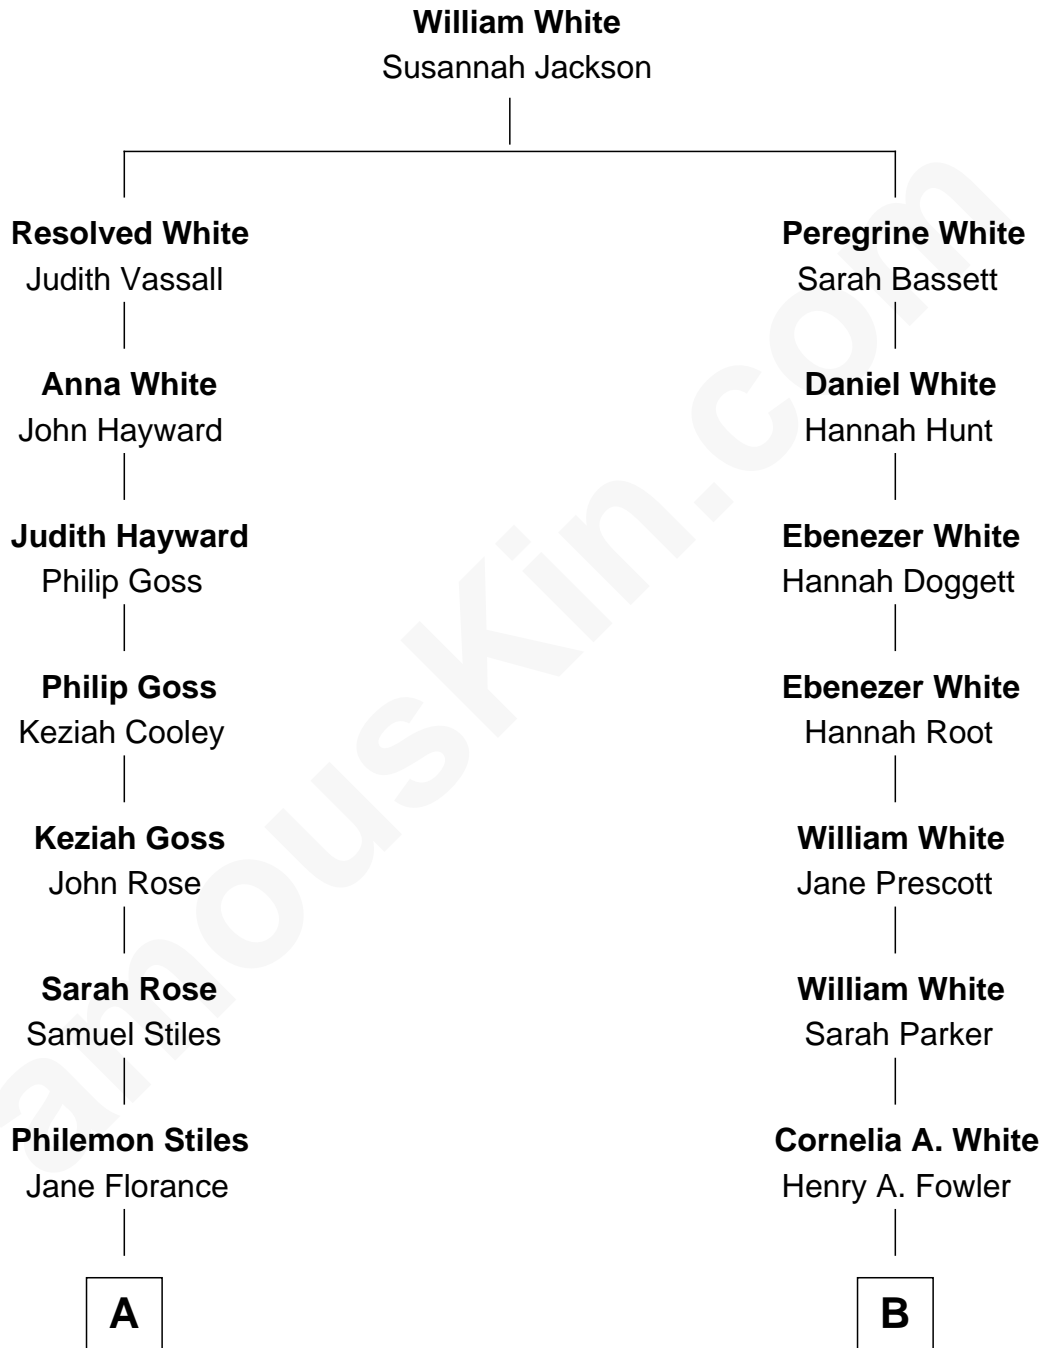 William White
Susannah Jackson
Resolved White
Judith Vassall
Peregrine White
Sarah Bassett
Anna White
John Hayward
Daniel White
Hannah Hunt
Judith Hayward
Philip Goss
Ebenezer White
Hannah Doggett
Philip Goss
Keziah Cooley
Ebenezer White
Hannah Root
Keziah Goss
John Rose
William White
Jane Prescott
Sarah Rose
Samuel Stiles
William White
Sarah Parker
Philemon Stiles
Jane Florance
Cornelia A. White
Henry A. Fowler
A
B
amouskin.com